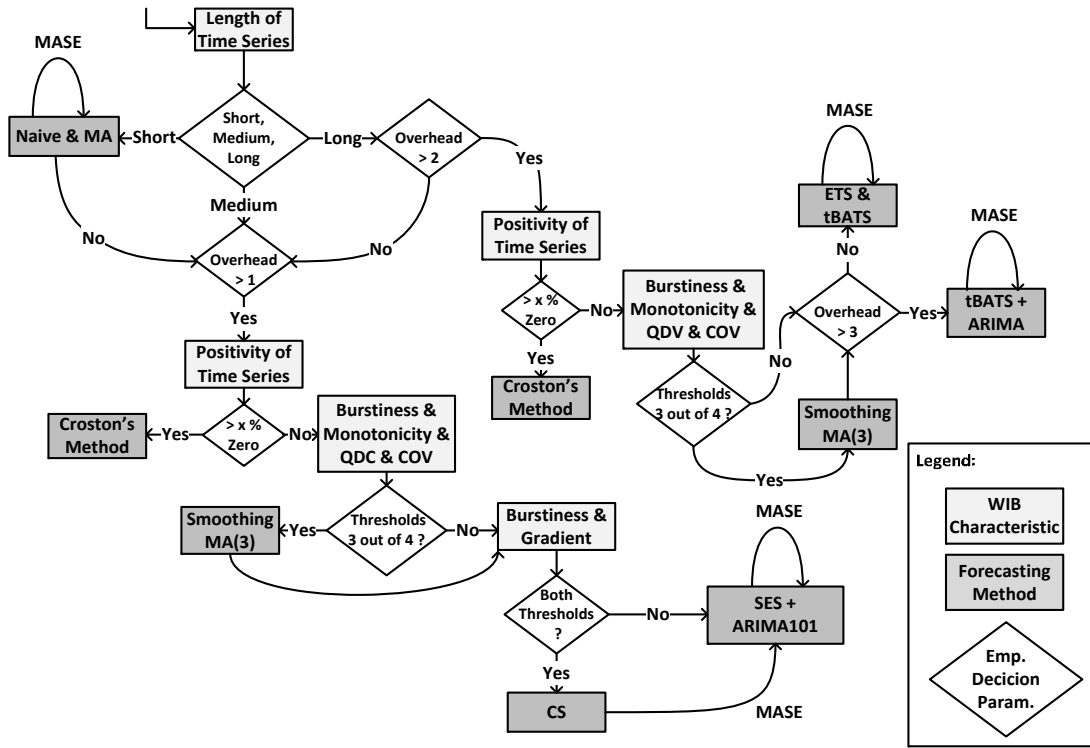 Length of
Time Series
MASE
Naive & MA
Short
Short,
Medium,
Long
Long
Overhead
> 2
Yes
Medium
No
No
Overhead
> 1
Yes
Positivity of
Time Series
> x %
Zero
Yes
Croston's
Method
No
Burstiness &
Monotonicity &
QDC & COV
Thresholds
3 out of 4 ?
Yes
Smoothing
MA(3)
No
Burstiness &
Gradient
Both
Thresholds
?
No
SES +
ARIMA101
MASE
Yes
CS
MASE
Positivity of
Time Series
> x %
Zero
Yes
Croston's
Method
No
Burstiness &
Monotonicity &
QDV & COV
Thresholds
3 out of 4 ?
No
Yes
Smoothing
MA(3)
Overhead
> 3
No
ETS &
tBATS
MASE
Yes
tBATS +
ARIMA
MASE
Legend:
WIB
Characteristic
Forecasting
Method
Emp.
Decicion
Param.